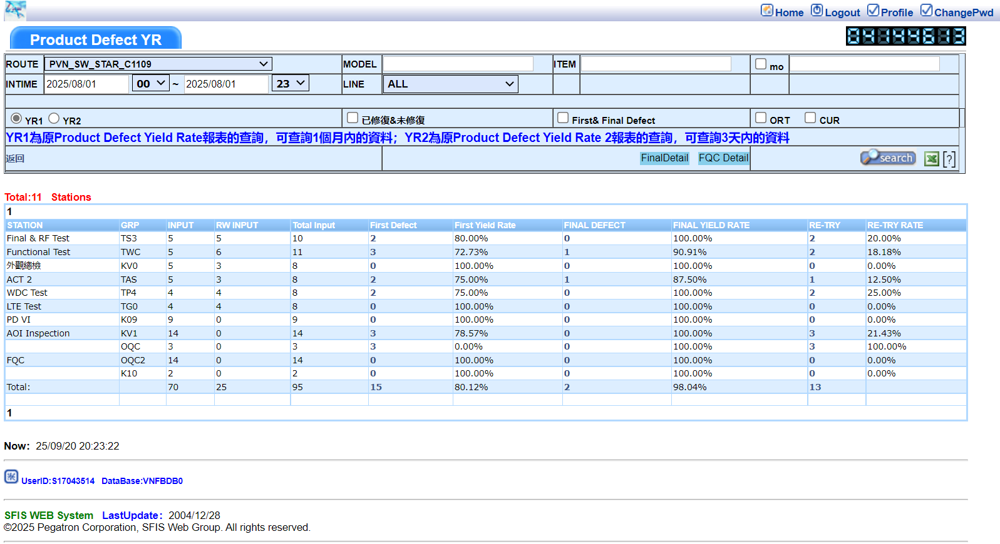 Home Logout Profile ChangePwd
Product Defect YR
04144613
ROUTE PVN_SW_STAR_C1109 MODEL ITEM mo
INTIME 2025/08/01 00 ~ 2025/08/01 23 LINE ALL
YR1 YR2 已修復&未修復 First& Final Defect ORT CUR
YR1為原Product Defect Yield Rate報表的查詢，可查詢1個月內的資料；YR2為原Product Defect Yield Rate 2報表的查詢，可查詢3天内的資料
返回 FinalDetail FQC Detail search [?]
Total:11 Stations
1
STATION GRP INPUT RW INPUT Total Input First Defect First Yield Rate FINAL DEFECT FINAL YIELD RATE RE-TRY RE-TRY RATE
Final & RF Test TS3 5 5 10 2 80.00% 0 100.00% 2 20.00%
Functional Test TWC 5 6 11 3 72.73% 1 90.91% 2 18.18%
外觀總檢 KV0 5 3 8 0 100.00% 0 100.00% 0 0.00%
ACT 2 TAS 5 3 8 2 75.00% 1 87.50% 1 12.50%
WDC Test TP4 4 4 8 2 75.00% 0 100.00% 2 25.00%
LTE Test TG0 4 4 8 0 100.00% 0 100.00% 0 0.00%
PD VI K09 9 0 9 0 100.00% 0 100.00% 0 0.00%
AOI Inspection KV1 14 0 14 3 78.57% 0 100.00% 3 21.43%
OQC 3 0 3 3 0.00% 0 100.00% 3 100.00%
FQC OQC2 14 0 14 0 100.00% 0 100.00% 0 0.00%
K10 2 0 2 0 100.00% 0 100.00% 0 0.00%
Total: 70 25 95 15 80.12% 2 98.04% 13
1
Now： 25/09/20 20:23:22
UserID:S17043514 DataBase:VNFBDB0
SFIS WEB System LastUpdate： 2004/12/28
©2025 Pegatron Corporation, SFIS Web Group. All rights reserved.